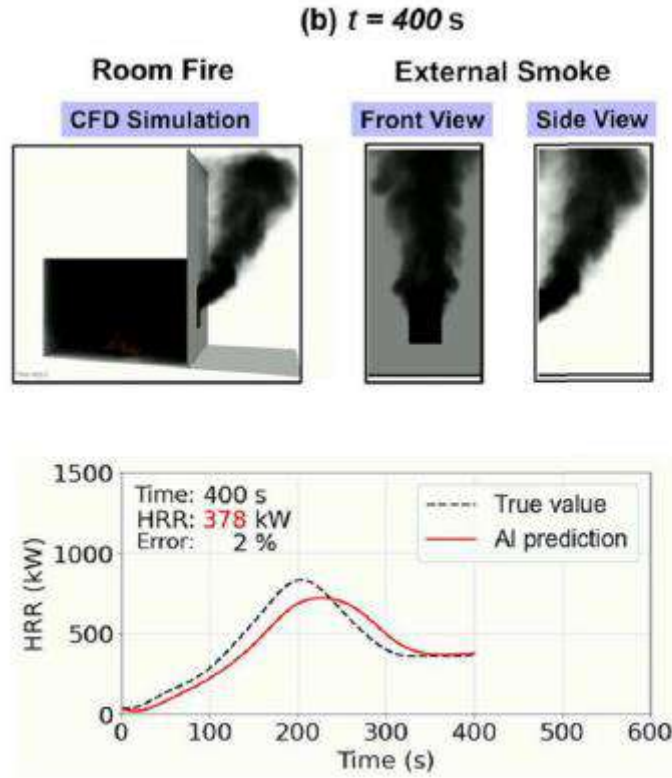 (b) t = 400 s
Room Fire
External Smoke
CFD Simulation
Front View
Side View
1500
1000
500
0
HRR (kW)
Time: 400 s
HRR: 378 kW
Error: 2 %
True value
AI prediction
0 100 200 300 400 500 600
Time (s)